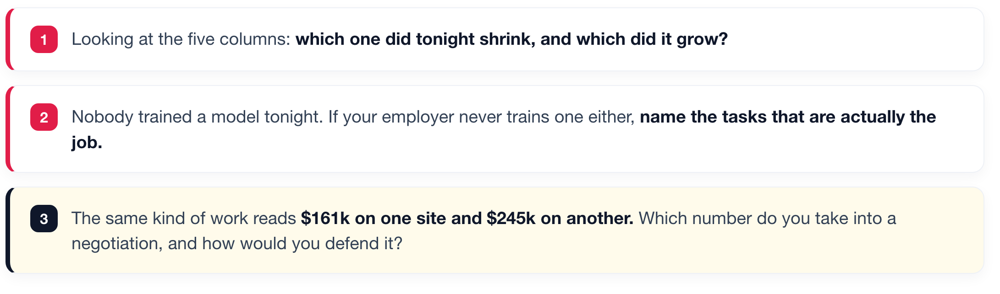 1 Looking at the five columns: which one did tonight shrink, and which did it grow?
2 Nobody trained a model tonight. If your employer never trains one either, name the tasks that are actually the
job.
3 The same kind of work reads $161k on one site and $245k on another. Which number do you take into a
negotiation, and how would you defend it?